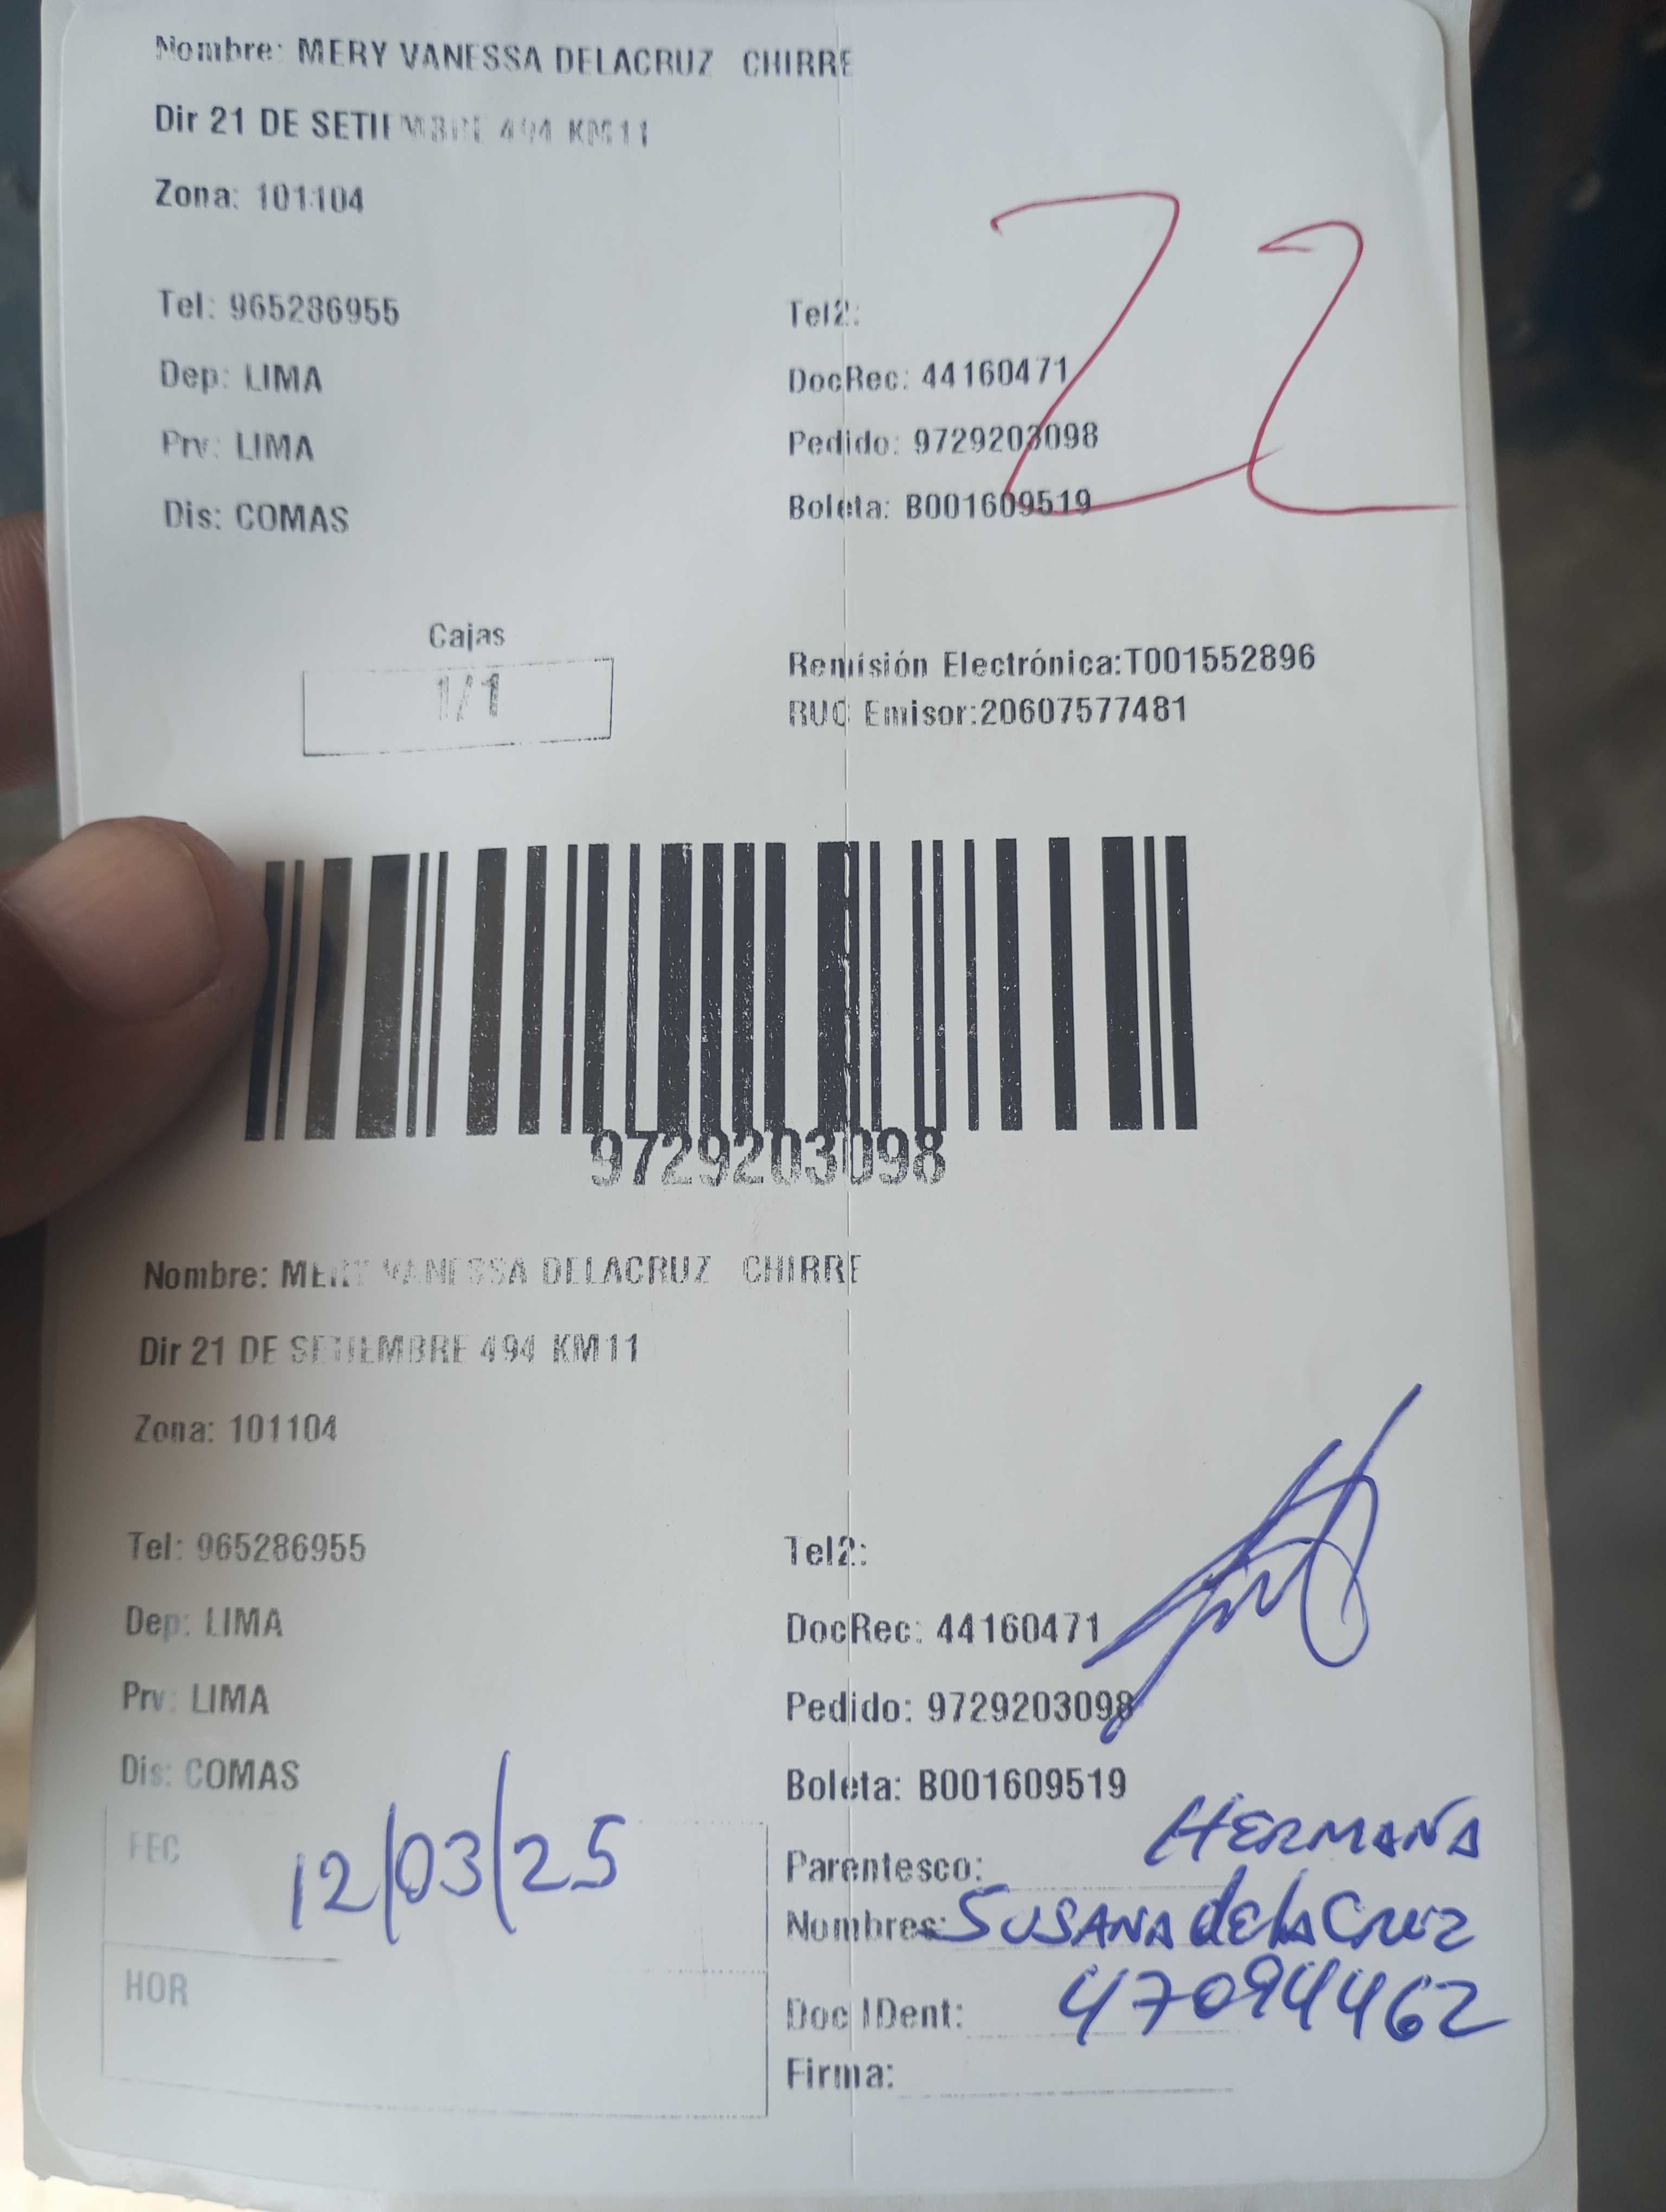 Nombre: MERY VANESSA DELACRUZ CHIRRE
Dir 21 DE SETIEMBRE 494 KM11
Zona: 101104
22
Tel: 965286955
Tel2:
Dep: LIMA
DocRec: 44160471
Prv: LIMA
Pedido: 9729203098
Dis: COMAS
Boleta: B001609519
Cajas
1/1
Remisión Electrónica:T001552896
RUC Emisor:20607577481
9729203098
Nombre: MERY VANESSA DELACRUZ CHIRRE
Dir 21 DE SETIEMBRE 494 KM11
Zona: 101104
Tel: 965286955
Tel2:
Dep: LIMA
DocRec: 44160471
Prv: LIMA
Pedido: 9729203098
Dis: COMAS
Boleta: B001609519
FEC 12/03/25
HOR
Parentesco: HERMANA
Nombres: SUSANA de la CRUZ
Doc IDent: 47094462
Firma: